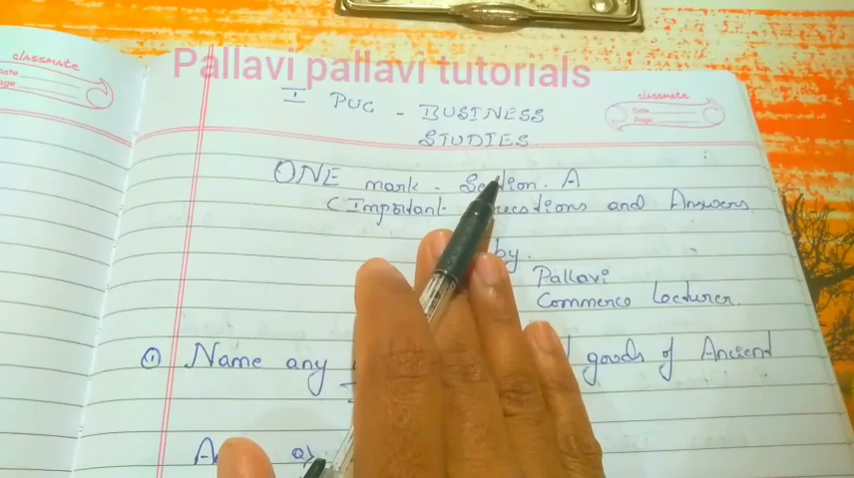 classmate
Date
Page
Pallavi pallavi tutorials
classmate
Date
Page
I PUC - BUSINESS
STUDIES.
ONE mark - Section. A
(Important Questions and Answers
by.
Pallavi
Commerce Lecturer.
① Name any goods of Ancient
a)